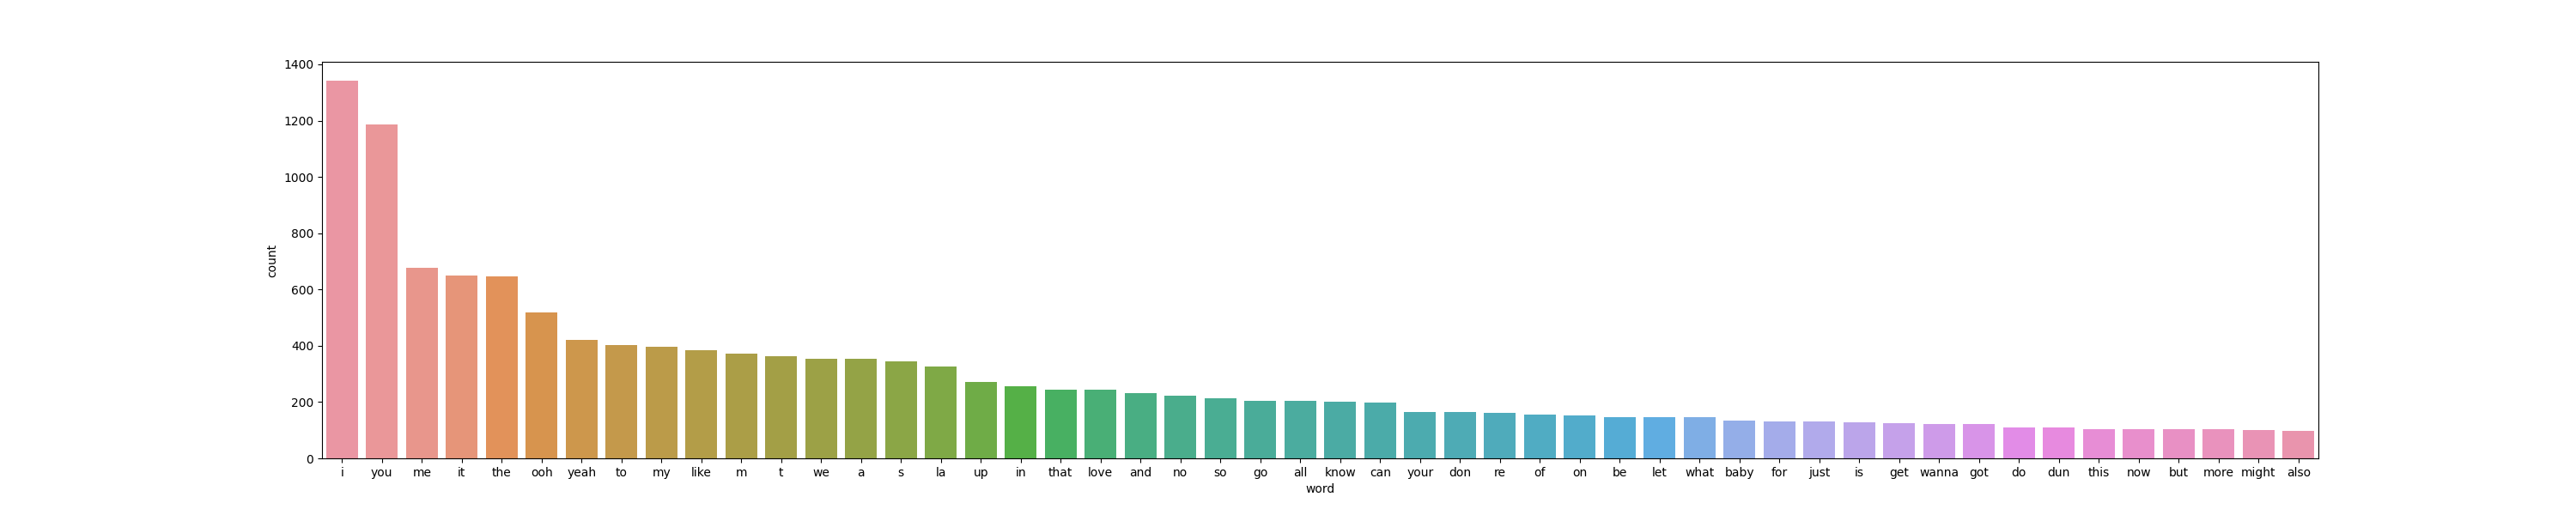 1400
1200
1000
800
600
400
200
0
count
i you me it the ooh yeah to my like m t we a s la up in that love and no so go all know can your don re of on be let what baby for just is get wanna got do dun this now but more might also
word